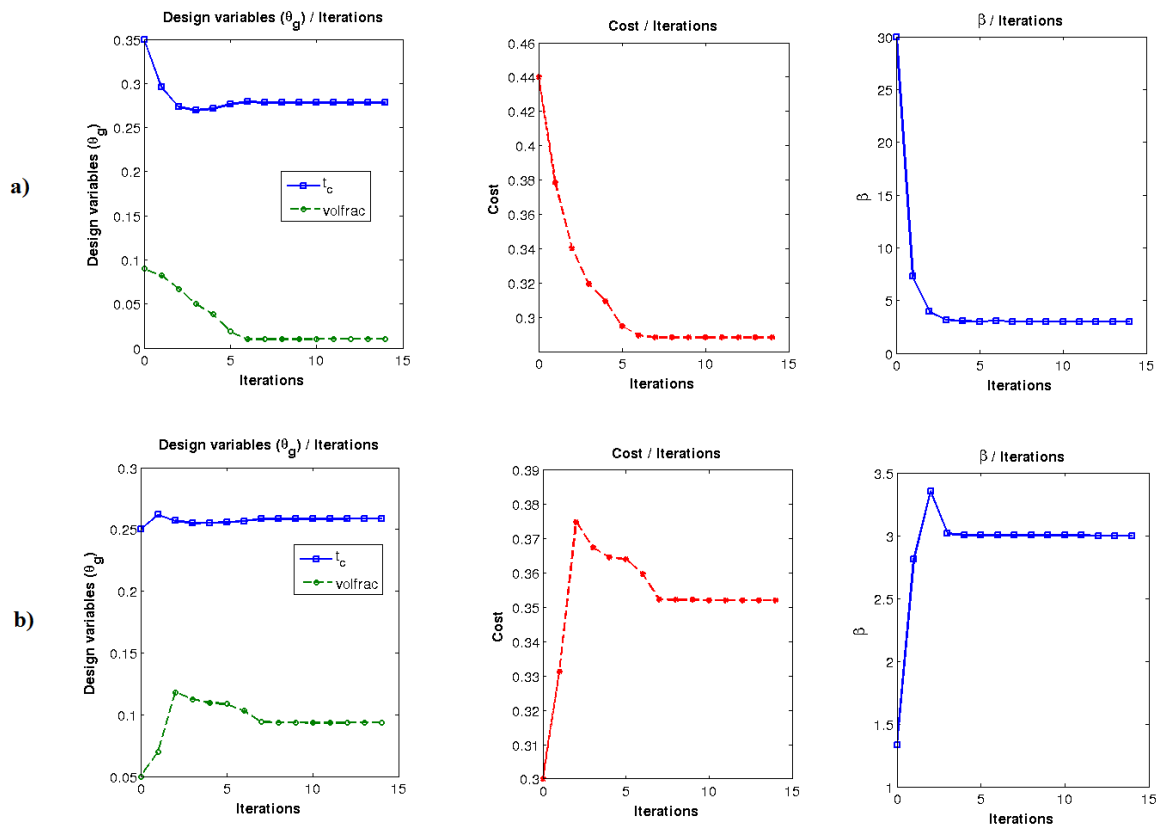 a)
Design variables (θ_g) / Iterations
Design variables (θ_g)
0.35
0.3
0.25
0.2
0.15
0.1
0.05
0
t_c
volfrac
0
5
10
15
Iterations
Cost / Iterations
Cost
0.46
0.44
0.42
0.4
0.38
0.36
0.34
0.32
0.3
0
5
10
15
Iterations
β / Iterations
β
30
25
20
15
10
5
0
0
5
10
15
Iterations
b)
Design variables (θ_g) / Iterations
Design variables (θ_g)
0.3
0.25
0.2
0.15
0.1
0.05
t_c
volfrac
0
5
10
15
Iterations
Cost / Iterations
Cost
0.39
0.38
0.37
0.36
0.35
0.34
0.33
0.32
0.31
0.3
0
5
10
15
Iterations
β / Iterations
β
3.5
3
2.5
2
1.5
1
0
5
10
15
Iterations